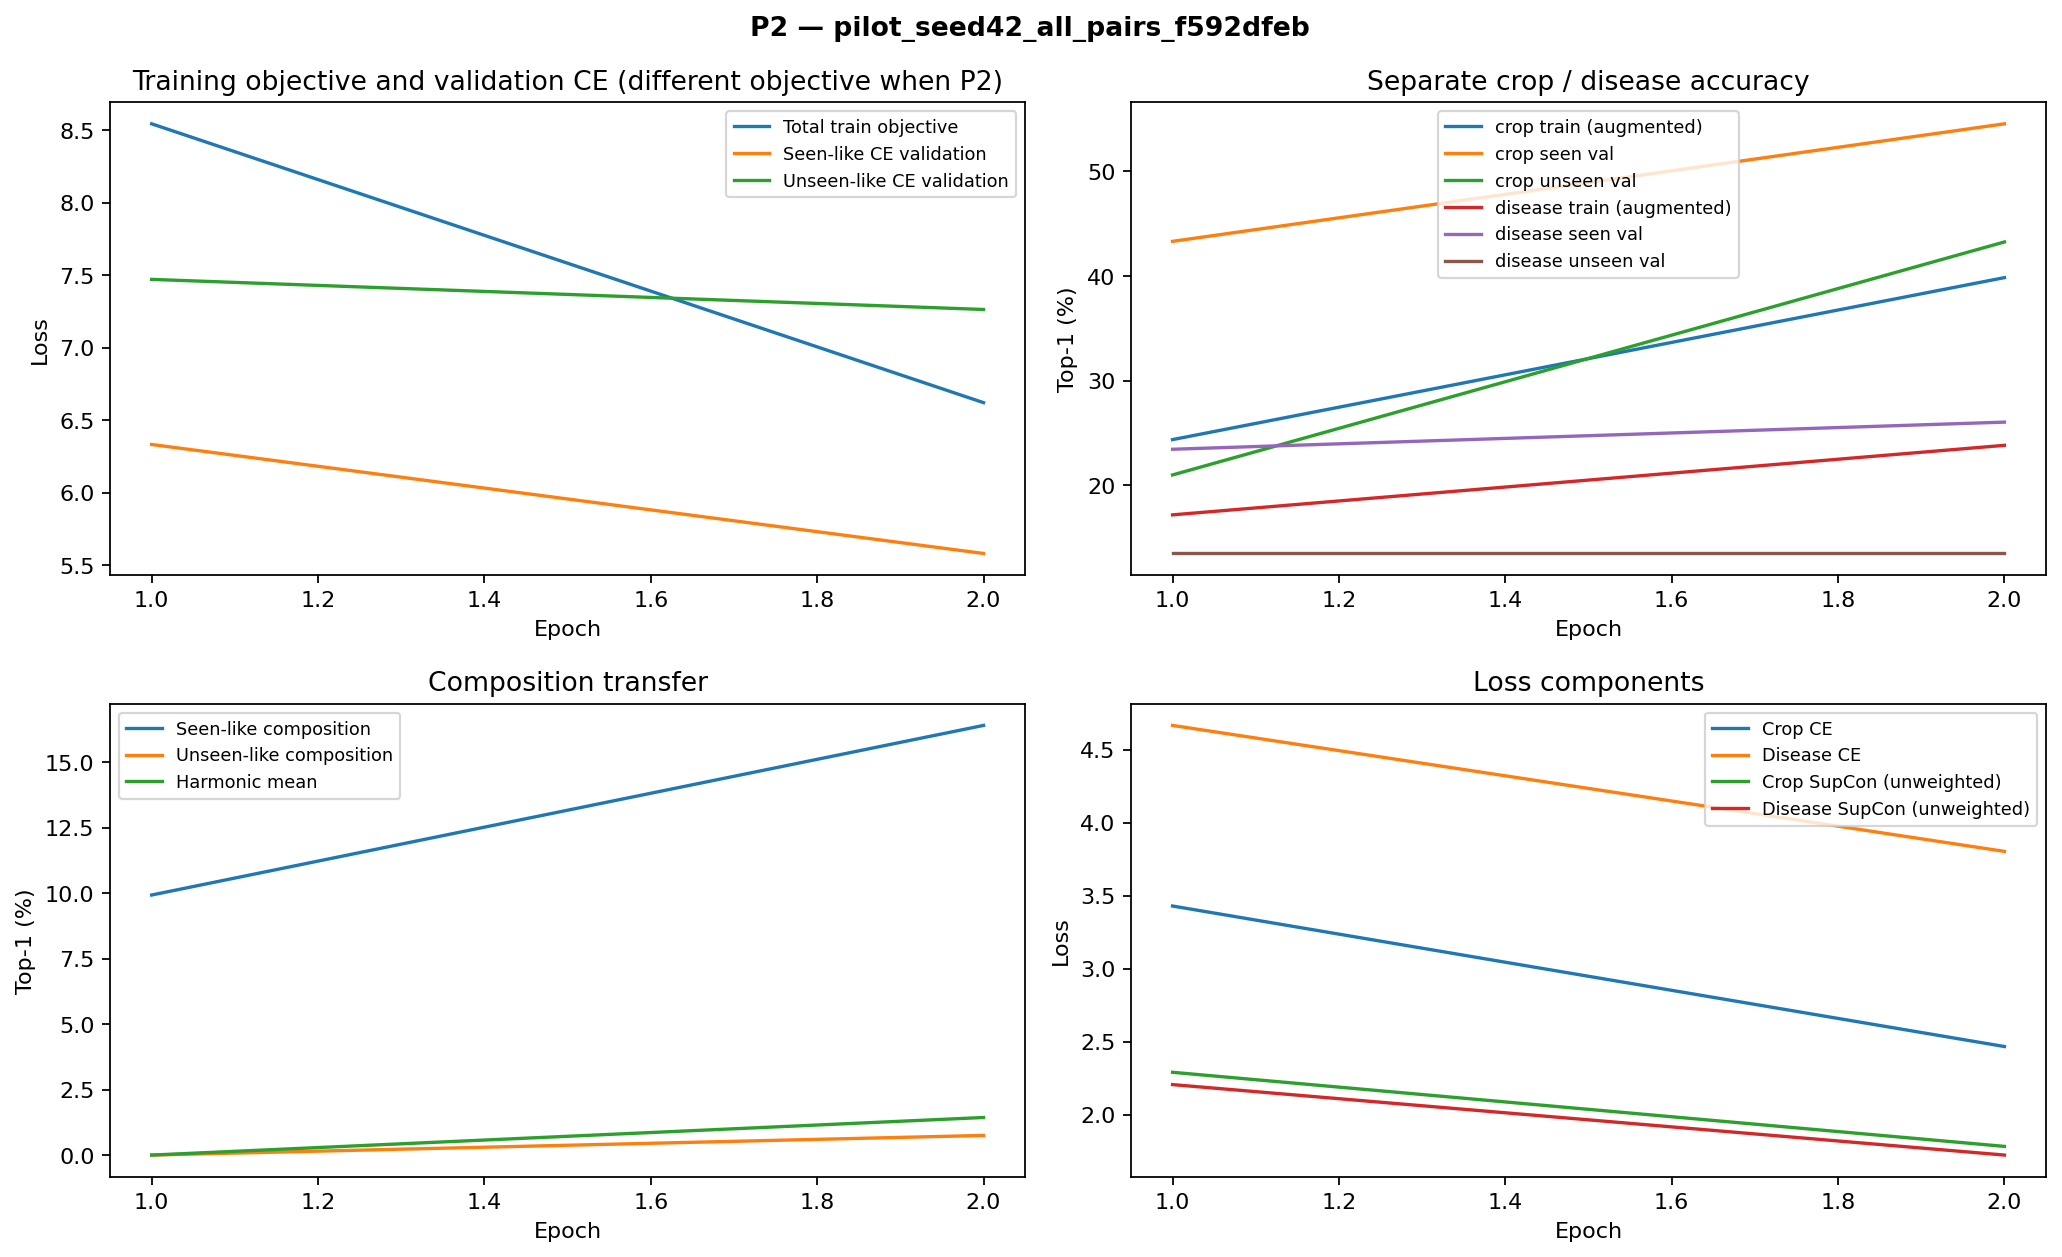 P2 — pilot_seed42_all_pairs_f592dfeb
Training objective and validation CE (different objective when P2)
8.5
8.0
7.5
7.0
6.5
6.0
5.5
Loss
Total train objective
Seen-like CE validation
Unseen-like CE validation
1.0 1.2 1.4 1.6 1.8 2.0
Epoch
Separate crop / disease accuracy
50
40
30
20
Top-1 (%)
crop train (augmented)
crop seen val
crop unseen val
disease train (augmented)
disease seen val
disease unseen val
1.0 1.2 1.4 1.6 1.8 2.0
Epoch
Composition transfer
15.0
12.5
10.0
7.5
5.0
2.5
0.0
Top-1 (%)
Seen-like composition
Unseen-like composition
Harmonic mean
1.0 1.2 1.4 1.6 1.8 2.0
Epoch
Loss components
4.5
4.0
3.5
3.0
2.5
2.0
Loss
Crop CE
Disease CE
Crop SupCon (unweighted)
Disease SupCon (unweighted)
1.0 1.2 1.4 1.6 1.8 2.0
Epoch